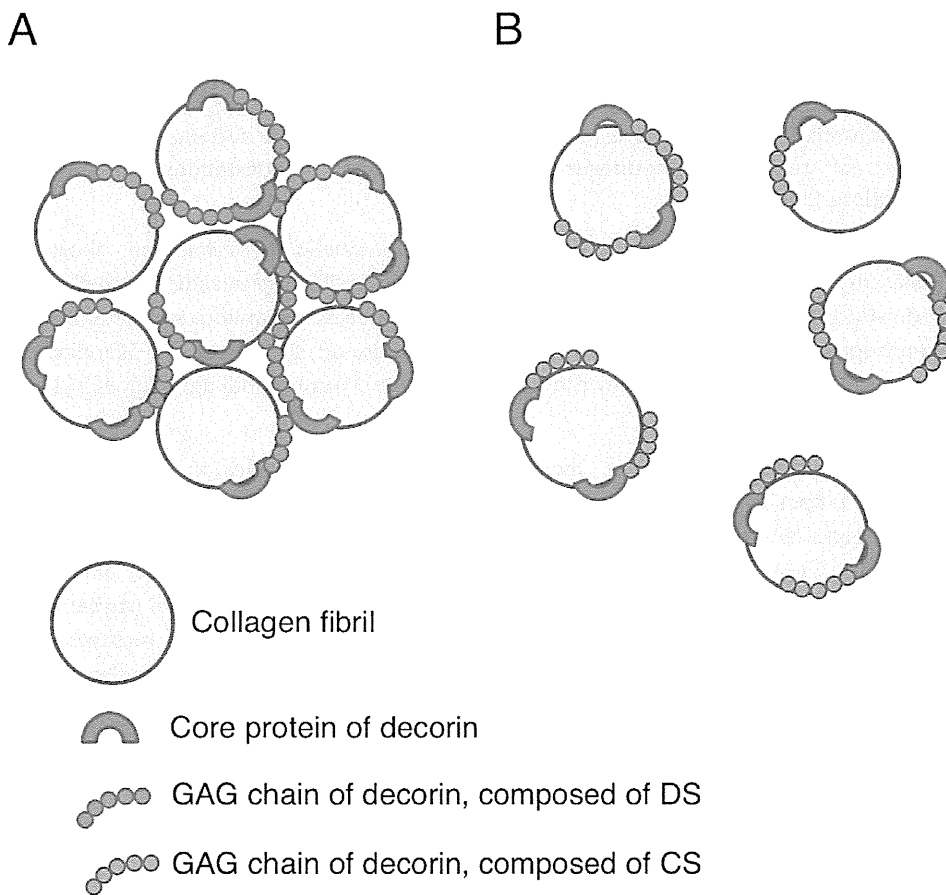 A
B
Collagen fibril
Core protein of decorin
GAG chain of decorin, composed of DS
GAG chain of decorin, composed of CS